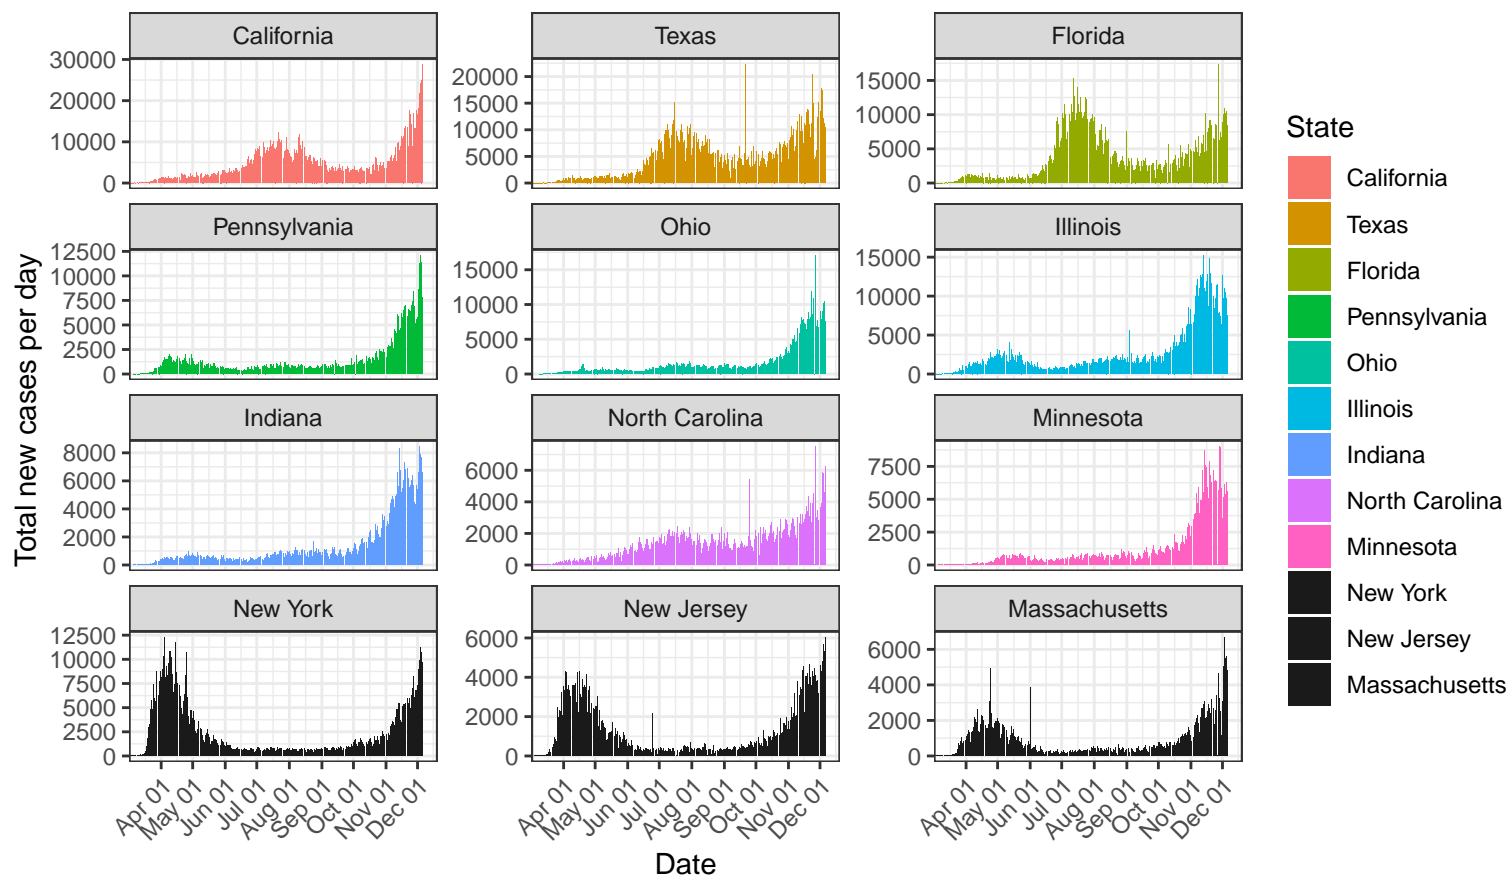 California
Texas
Florida
30000
20000
10000
0
20000
15000
10000
5000
0
15000
10000
5000
0
Pennsylvania
Ohio
Illinois
12500
10000
7500
5000
2500
0
15000
10000
5000
0
15000
10000
5000
0
Indiana
North Carolina
Minnesota
8000
6000
4000
2000
0
6000
4000
2000
0
7500
5000
2500
0
New York
New Jersey
Massachusetts
12500
10000
7500
5000
2500
0
6000
4000
2000
0
6000
4000
2000
0
Apr 01
May 01
Jun 01
Jul 01
Aug 01
Sep 01
Oct 01
Nov 01
Dec 01
Apr 01
May 01
Jun 01
Jul 01
Aug 01
Sep 01
Oct 01
Nov 01
Dec 01
Apr 01
May 01
Jun 01
Jul 01
Aug 01
Sep 01
Oct 01
Nov 01
Dec 01
Date
Total new cases per day
State
California
Texas
Florida
Pennsylvania
Ohio
Illinois
Indiana
North Carolina
Minnesota
New York
New Jersey
Massachusetts